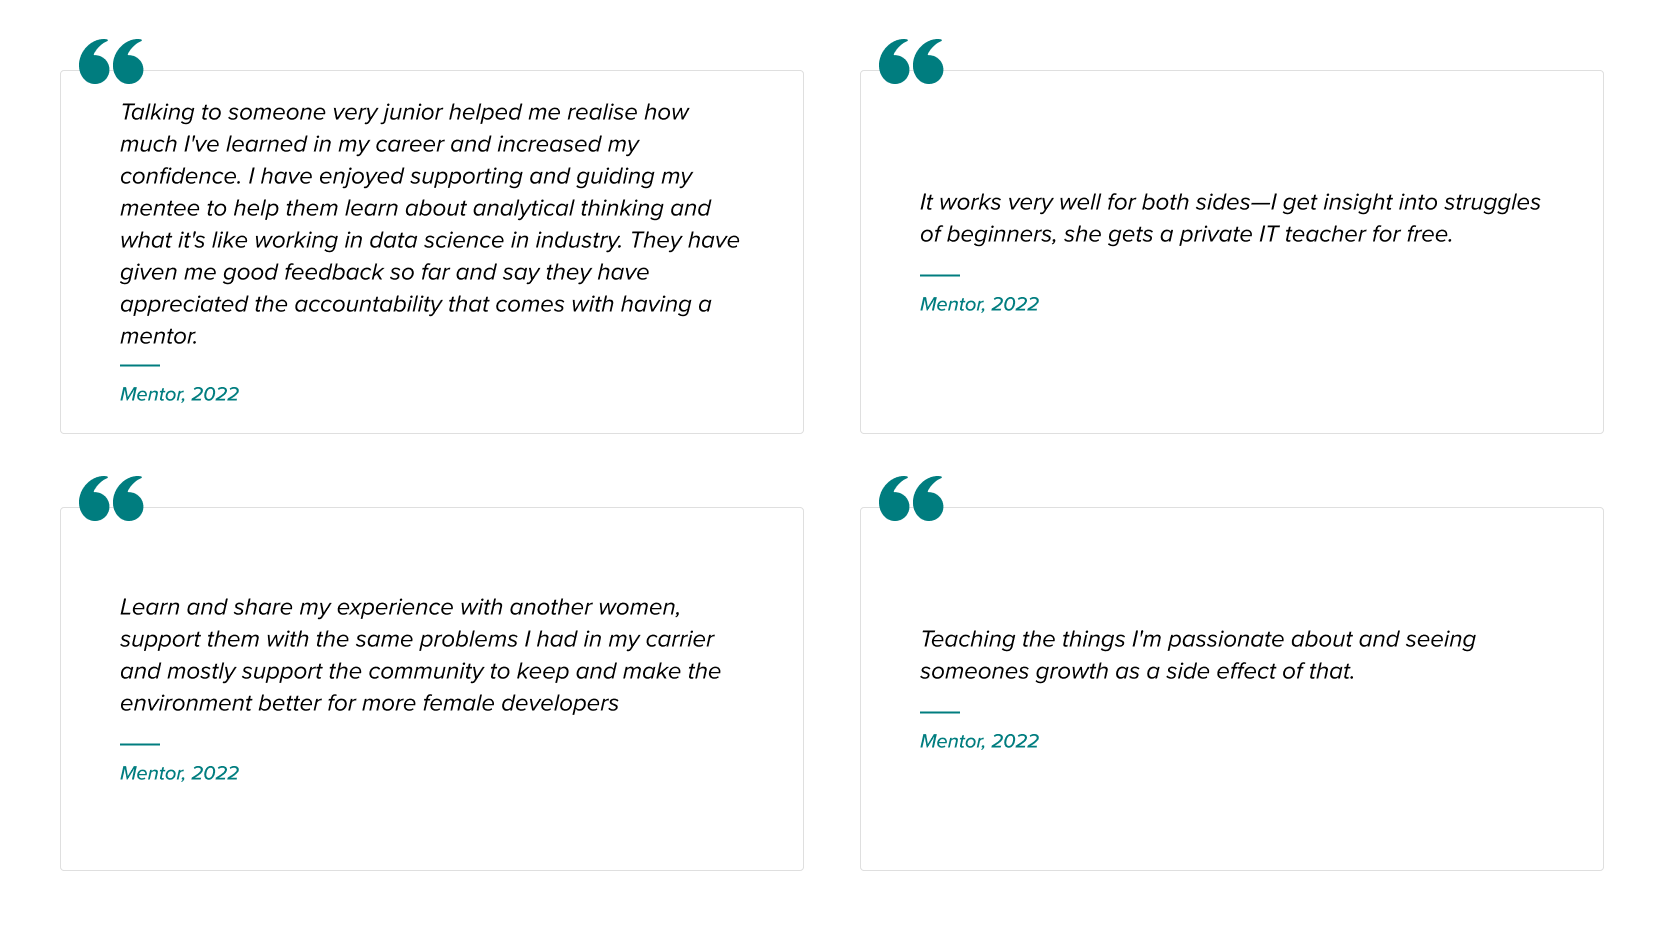 Talking to someone very junior helped me realise how
much I've learned in my career and increased my
confidence. I have enjoyed supporting and guiding my
mentee to help them learn about analytical thinking and
what it's like working in data science in industry. They have
given me good feedback so far and say they have
appreciated the accountability that comes with having a
mentor.
Mentor, 2022
It works very well for both sides—I get insight into struggles
of beginners, she gets a private IT teacher for free.
Mentor, 2022
Learn and share my experience with another women,
support them with the same problems I had in my carrier
and mostly support the community to keep and make the
environment better for more female developers
Mentor, 2022
Teaching the things I'm passionate about and seeing
someones growth as a side effect of that.
Mentor, 2022